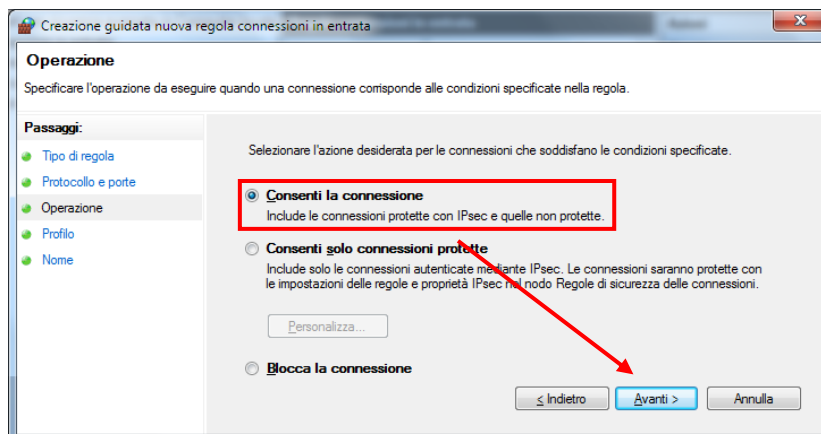 Creazione guidata nuova regola connessioni in entrata
Operazione
Specificare l'operazione da eseguire quando una connessione corrisponde alle condizioni specificate nella regola.
Passaggi:
Tipo di regola
Protocollo e porte
Operazione
Profilo
Nome
Selezionare l'azione desiderata per le connessioni che soddisfano le condizioni specificate.
Consenti la connessione
Include le connessioni protette con IPsec e quelle non protette.
Consenti solo connessioni protette
Include solo le connessioni autenticate mediante IPsec. Le connessioni saranno protette con
le impostazioni delle regole e proprietà IPsec nel nodo Regole di sicurezza delle connessioni.
Personalizza...
Blocca la connessione
< Indietro
Avanti >
Annulla